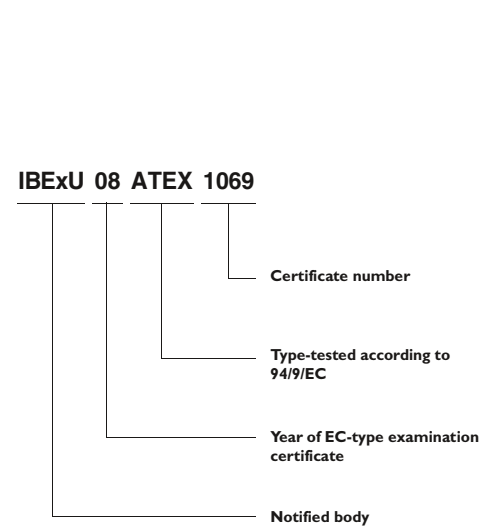 IBExU 08 ATEX 1069
Certificate number
Type-tested according to
94/9/EC
Year of EC-type examination
certificate
Notified body